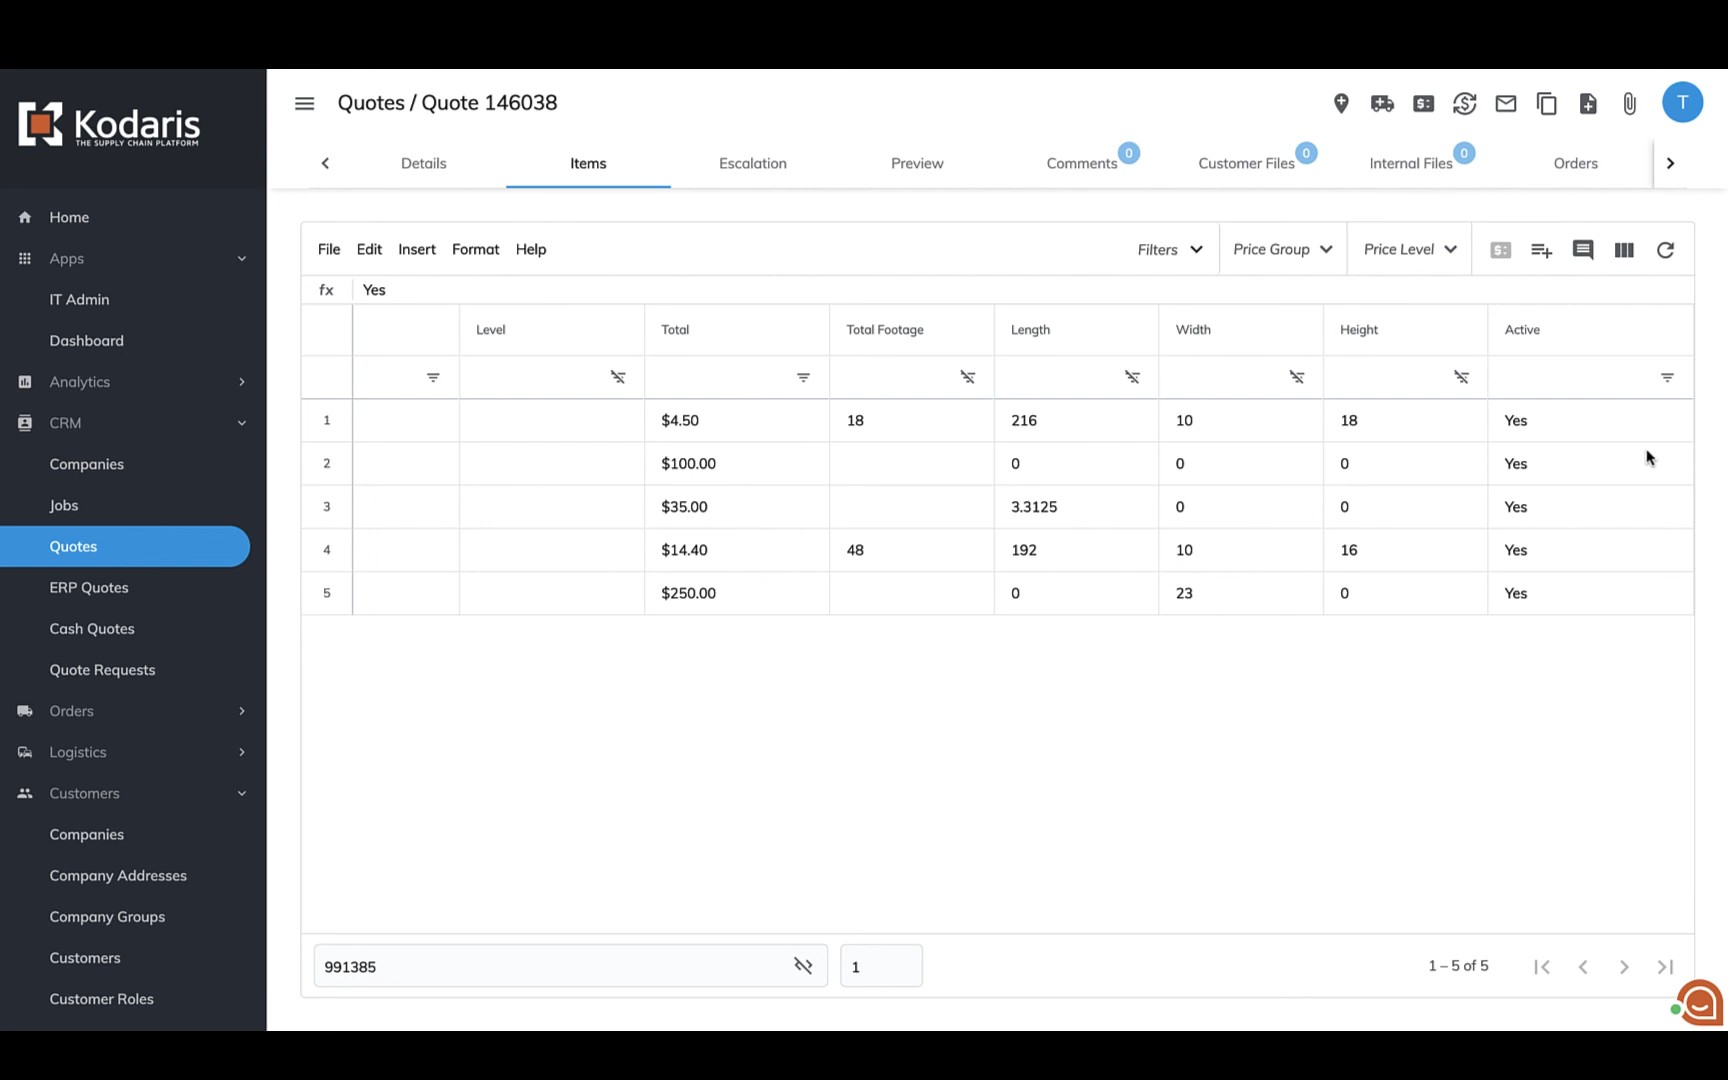 Kodaris
THE SUPPLY CHAIN PLATFORM
Home
Apps
IT Admin
Dashboard
Analytics
CRM
Companies
Jobs
Quotes
ERP Quotes
Cash Quotes
Quote Requests
Orders
Logistics
Customers
Companies
Company Addresses
Company Groups
Customers
Customer Roles
Quotes / Quote 146038
T
Details Items Escalation Preview Comments 0 Customer Files 0 Internal Files 0 Orders
File Edit Insert Format Help Filters Price Group Price Level
fx Yes
Level Total Total Footage Length Width Height Active
1 $4.50 18 216 10 18 Yes
2 $100.00 0 0 0 Yes
3 $35.00 3.3125 0 0 Yes
4 $14.40 48 192 10 16 Yes
5 $250.00 0 23 0 Yes
991385 1 1 – 5 of 5